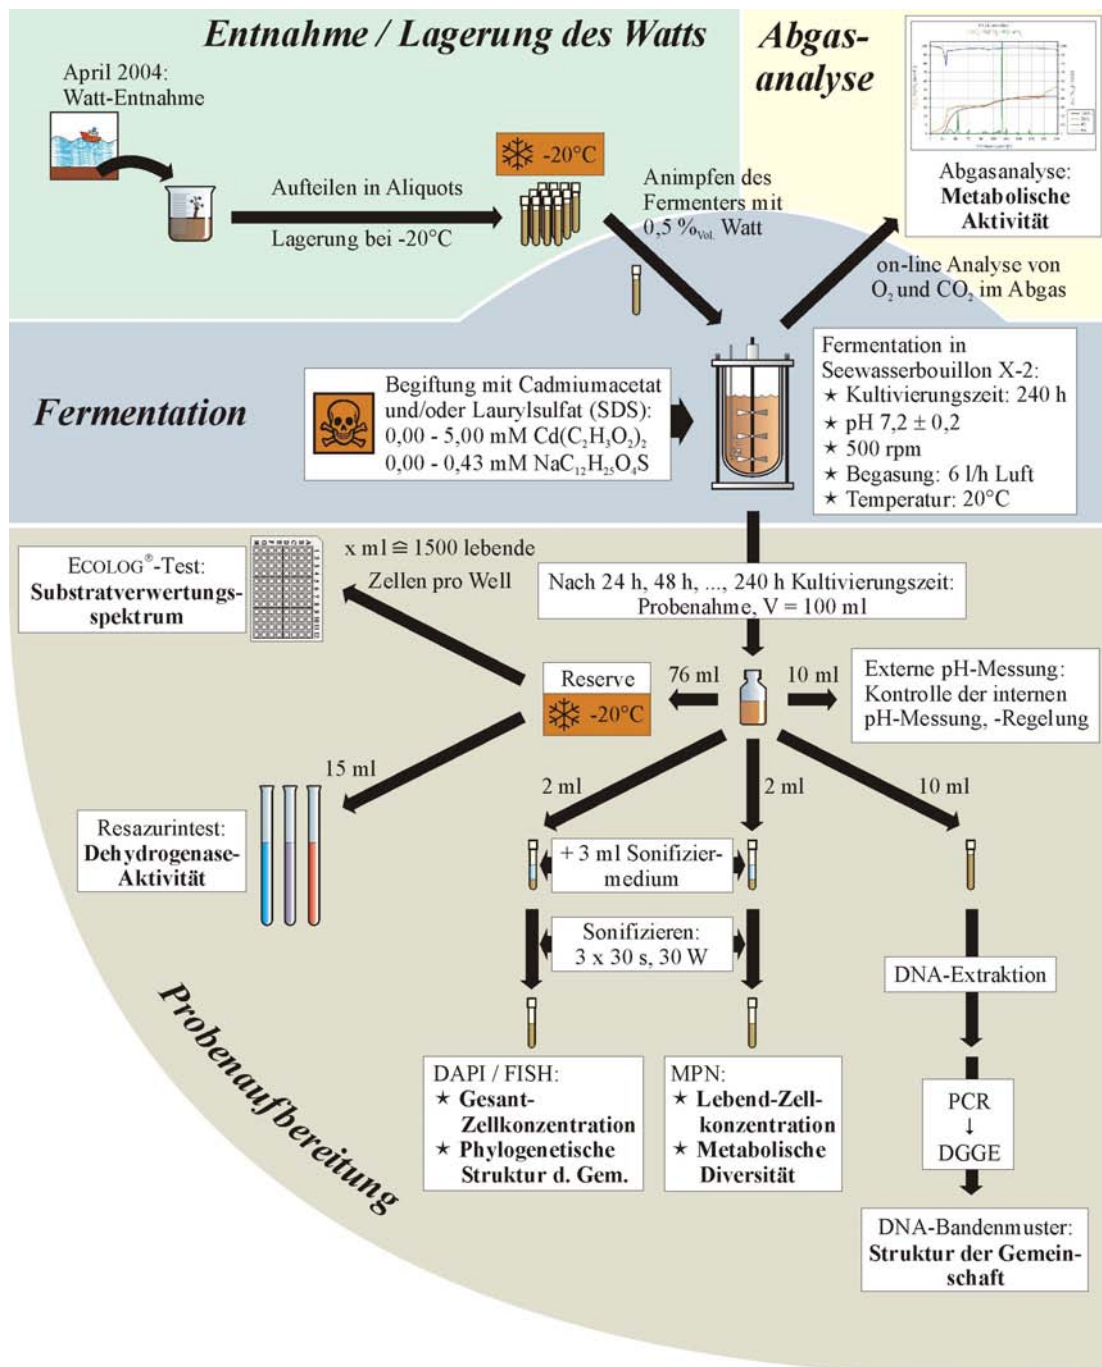 Entnahme / Lagerung des Watts
April 2004:
Watt-Entnahme
Aufteilen in Aliquots
Lagerung bei -20°C
-20°C
Animpfen des
Fermenters mit
0,5 %Vol. Watt
Abgas-
analyse
Abgasanalyse:
Metabolische
Aktivität
on-line Analyse von
O2 und CO2 im Abgas
Fermentation
Begiftung mit Cadmiumacetat
und/oder Laurylsulfat (SDS):
0,00 - 5,00 mM Cd(C2H3O2)2
0,00 - 0,43 mM NaC12H25O4S
Fermentation in
Seewasserbouillon X-2:
★ Kultivierungszeit: 240 h
★ pH 7,2 ± 0,2
★ 500 rpm
★ Begasung: 6 l/h Luft
★ Temperatur: 20°C
ECOLOG®-Test:
Substratverwertungs-
spektrum
x ml ≅ 1500 lebende
Zellen pro Well
Nach 24 h, 48 h, ..., 240 h Kultivierungszeit:
Probenahme, V = 100 ml
Reserve
-20°C
76 ml
10 ml
Externe pH-Messung:
Kontrolle der internen
pH-Messung, -Regelung
15 ml
2 ml
2 ml
10 ml
Resazurintest:
Dehydrogenase-
Aktivität
+ 3 ml Sonifizier-
medium
Sonifizieren:
3 x 30 s, 30 W
DNA-Extraktion
Probenaufbereitung
DAPI / FISH:
★ Gesant-
Zellkonzentration
★ Phylogenetische
Struktur d. Gem.
MPN:
★ Lebend-Zell-
konzentration
★ Metabolische
Diversität
PCR
↓
DGGE
DNA-Bandenmuster:
Struktur der Gemein-
schaft